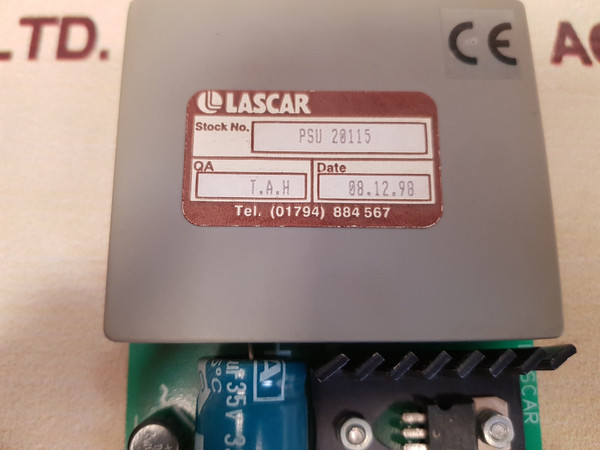 LTD.
CE
LASCAR
Stock No. PSU 20115
QA Date
T.A.H 08.12.98
Tel. (01794) 884 567
35V
SCAR